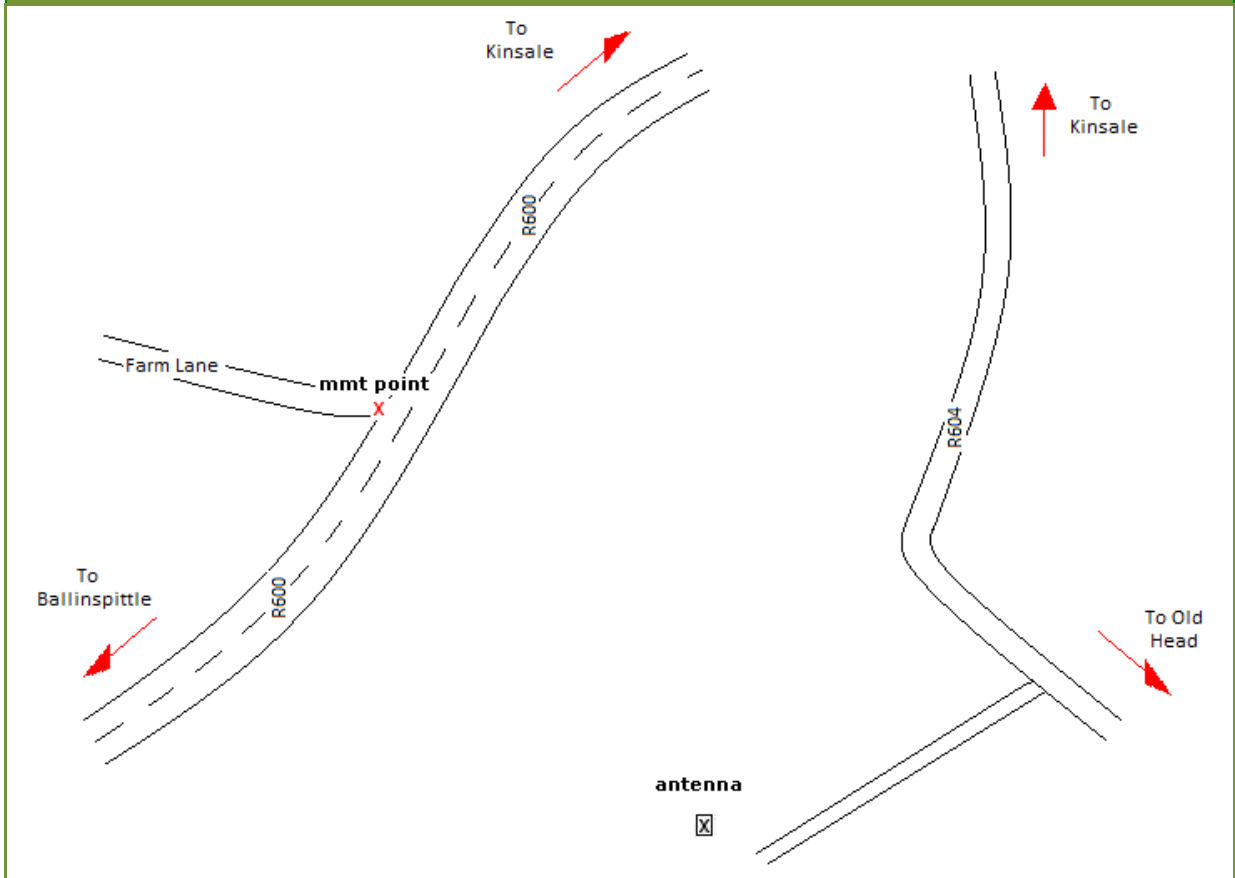 To
Kinsale
To
Kinsale
R600
Farm Lane
mmt point
X
R604
R600
To
Ballinspittle
To Old
Head
antenna
X